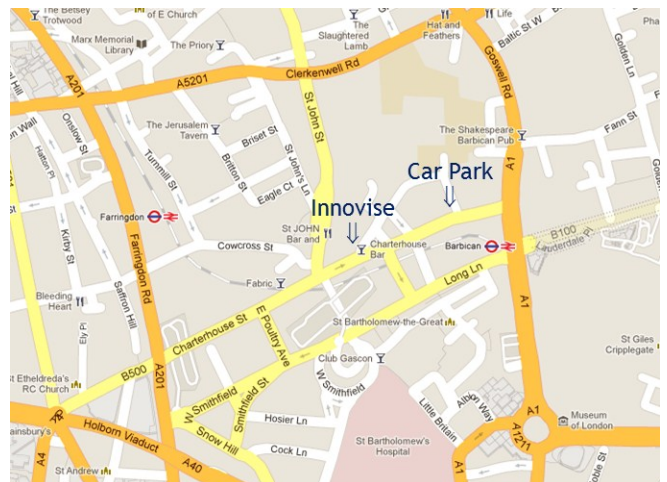 The Betsey
Trotwood
of E Church
The
Slaughtered
Lamb
Hat and
Feathers
Life
Baltic St W
Marx Memorial
Library
The Priory
A201
A5201
Clerkenwell Rd
Goswell Rd
Golden Ln
Onslow St
Hatton Pl
The Jerusalem
Tavern
Briset St
St John St
The Shakespeare
Barbican Pub
Fann St
Turnmill St
Britton St
St John's Ln
Eagle Ct
Car Park
A1
Innovise
Farringdon
St JOHN
Bar and
Cowcross St
Charterhouse
Bar
Barbican
B100
Lauderdale Pl
Kirby St
Farringdon Rd
Saffron Hill
Fabric
Long Ln
Bleeding
Heart
Ely Pl
Charterhouse St
E Poultry Ave
St Bartholomew-the-Great
A1
St Giles
Cripplegate
B500
A201
Club Gascon
St Etheldreda's
RC Church
W Smithfield
Smithfield St
W Smithfield
Little Britain
Albion Way
A1
Museum
of London
Hosier Ln
Snow Hill
Holborn Viaduct
Cock Ln
St Bartholomew's
Hospital
A4
St Andrew
A40
A1